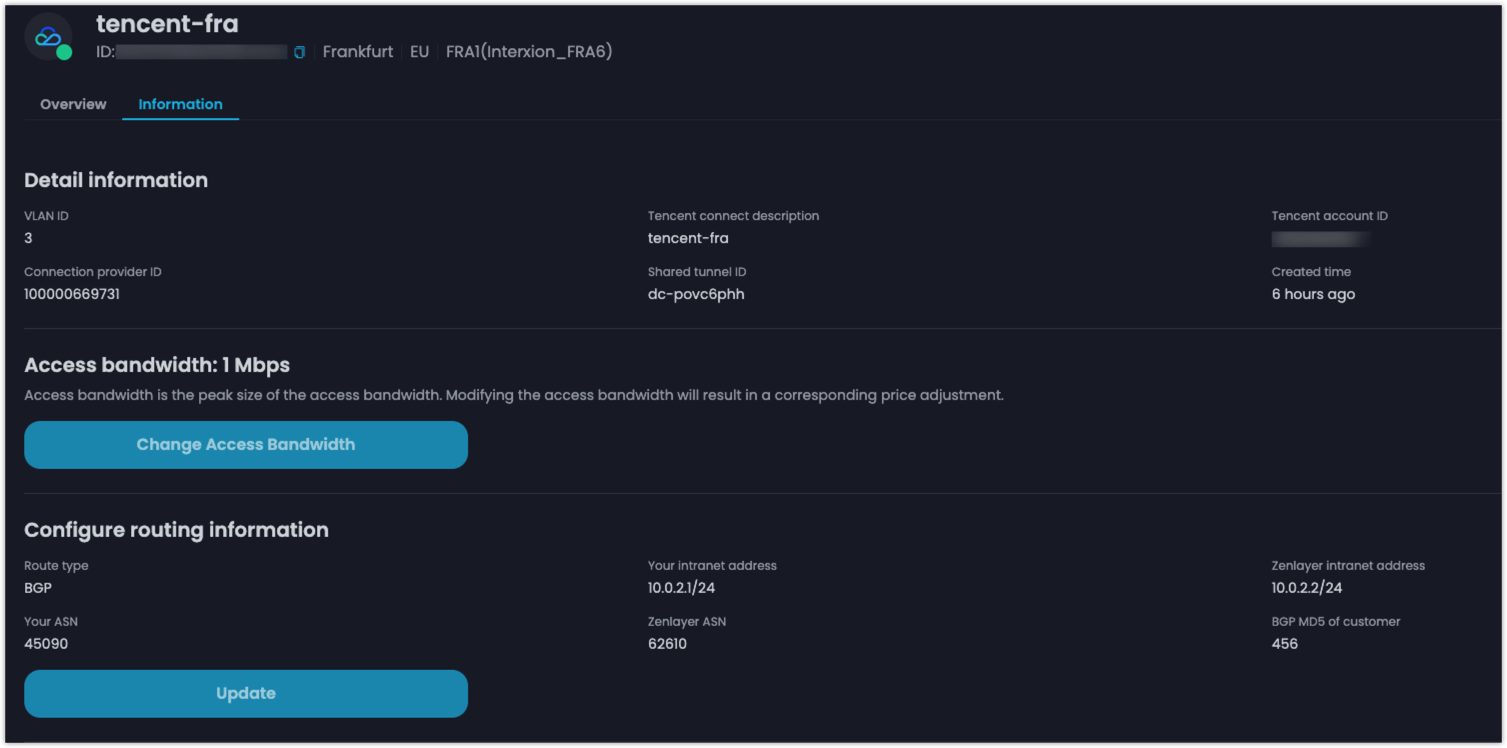 tencent-fra
ID: Frankfurt EU FRA1(Interxion_FRA6)
Overview Information
Detail information
VLAN ID Tencent connect description Tencent account ID
3 tencent-fra
Connection provider ID Shared tunnel ID Created time
100000669731 dc-povc6phh 6 hours ago
Access bandwidth: 1 Mbps
Access bandwidth is the peak size of the access bandwidth. Modifying the access bandwidth will result in a corresponding price adjustment.
Change Access Bandwidth
Configure routing information
Route type Your intranet address Zenlayer intranet address
BGP 10.0.2.1/24 10.0.2.2/24
Your ASN Zenlayer ASN BGP MD5 of customer
45090 62610 456
Update